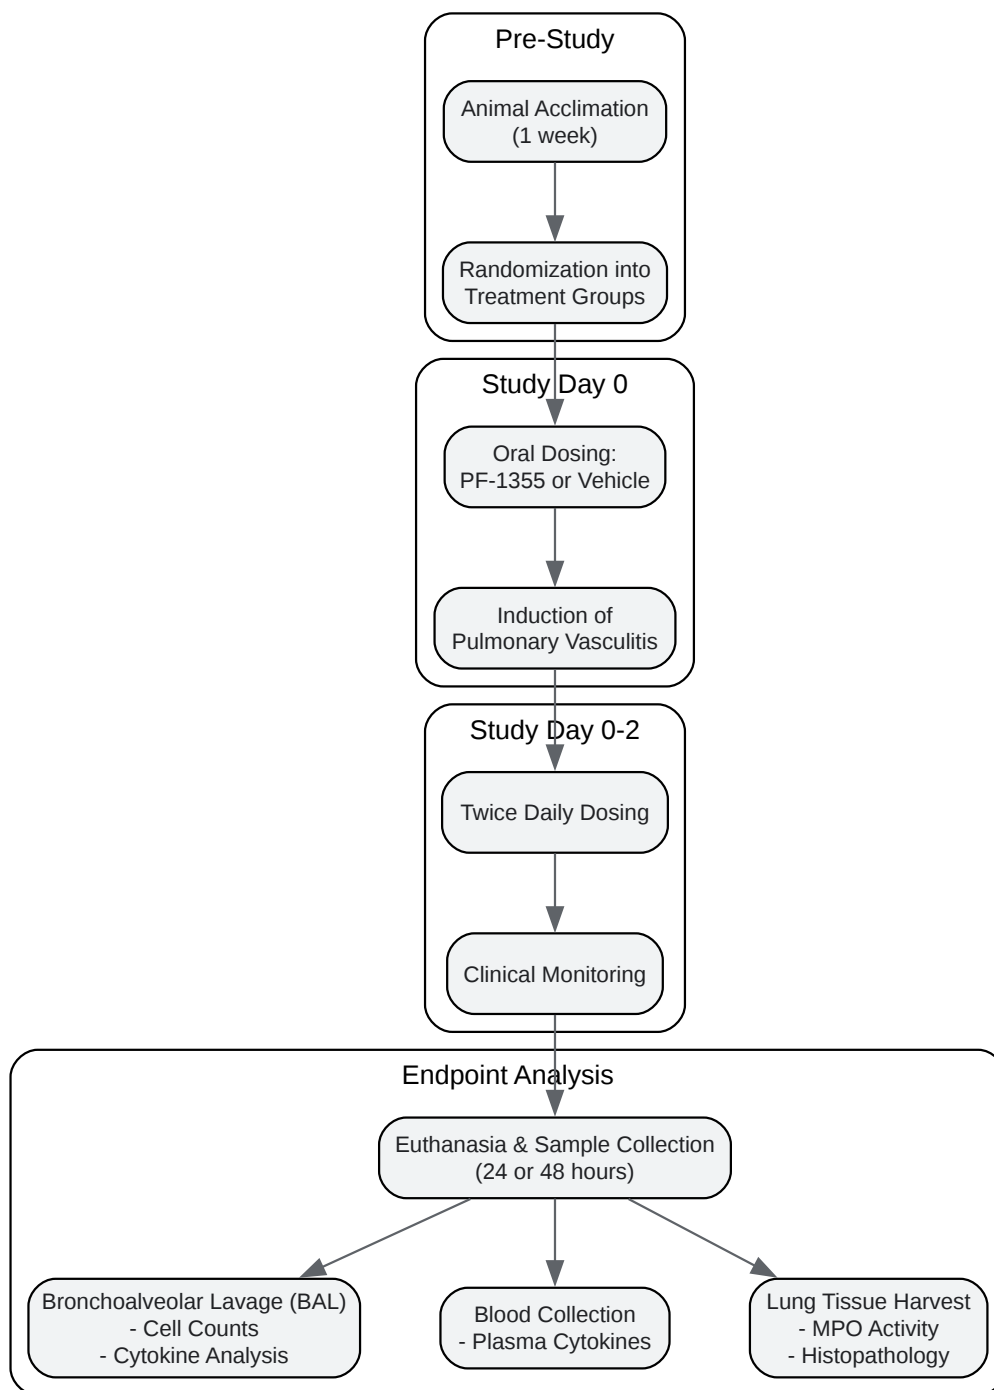 Pre-Study
Animal Acclimation
(1 week)
Randomization into
Treatment Groups
Study Day 0
Oral Dosing:
PF-1355 or Vehicle
Induction of
Pulmonary Vasculitis
Study Day 0-2
Twice Daily Dosing
Clinical Monitoring
Endpoint Analysis
Euthanasia & Sample Collection
(24 or 48 hours)
Bronchoalveolar Lavage (BAL)
- Cell Counts
- Cytokine Analysis
Blood Collection
- Plasma Cytokines
Lung Tissue Harvest
- MPO Activity
- Histopathology